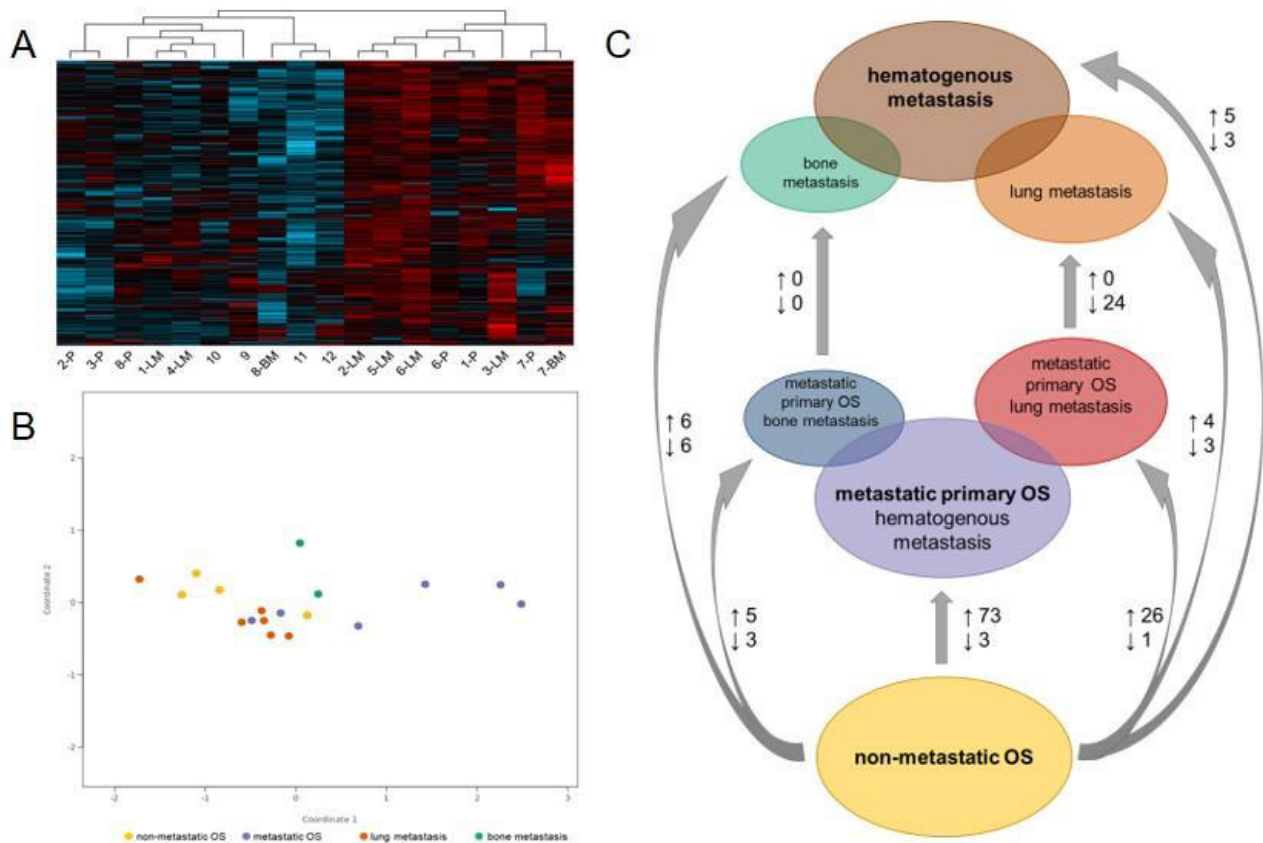 A
2-P
3-P
8-P
1-LM
4-LM
10
9
8-BM
11
12
2-LM
5-LM
6-LM
6-P
1-P
3-LM
7-P
7-BM
B
2
1
0
-1
-2
Coordinate 2
-2
-1
0
1
2
3
Coordinate 1
non-metastatic OS
metastatic OS
lung metastasis
bone metastasis
C
hematogenous
metastasis
bone
metastasis
lung metastasis
↑ 5
↓ 3
↑ 0
↓ 0
↑ 0
↓ 24
metastatic
primary OS
bone metastasis
metastatic
primary OS
lung metastasis
↑ 6
↓ 6
↑ 4
↓ 3
metastatic primary OS
hematogenous
metastasis
↑ 5
↓ 3
↑ 73
↓ 3
↑ 26
↓ 1
non-metastatic OS